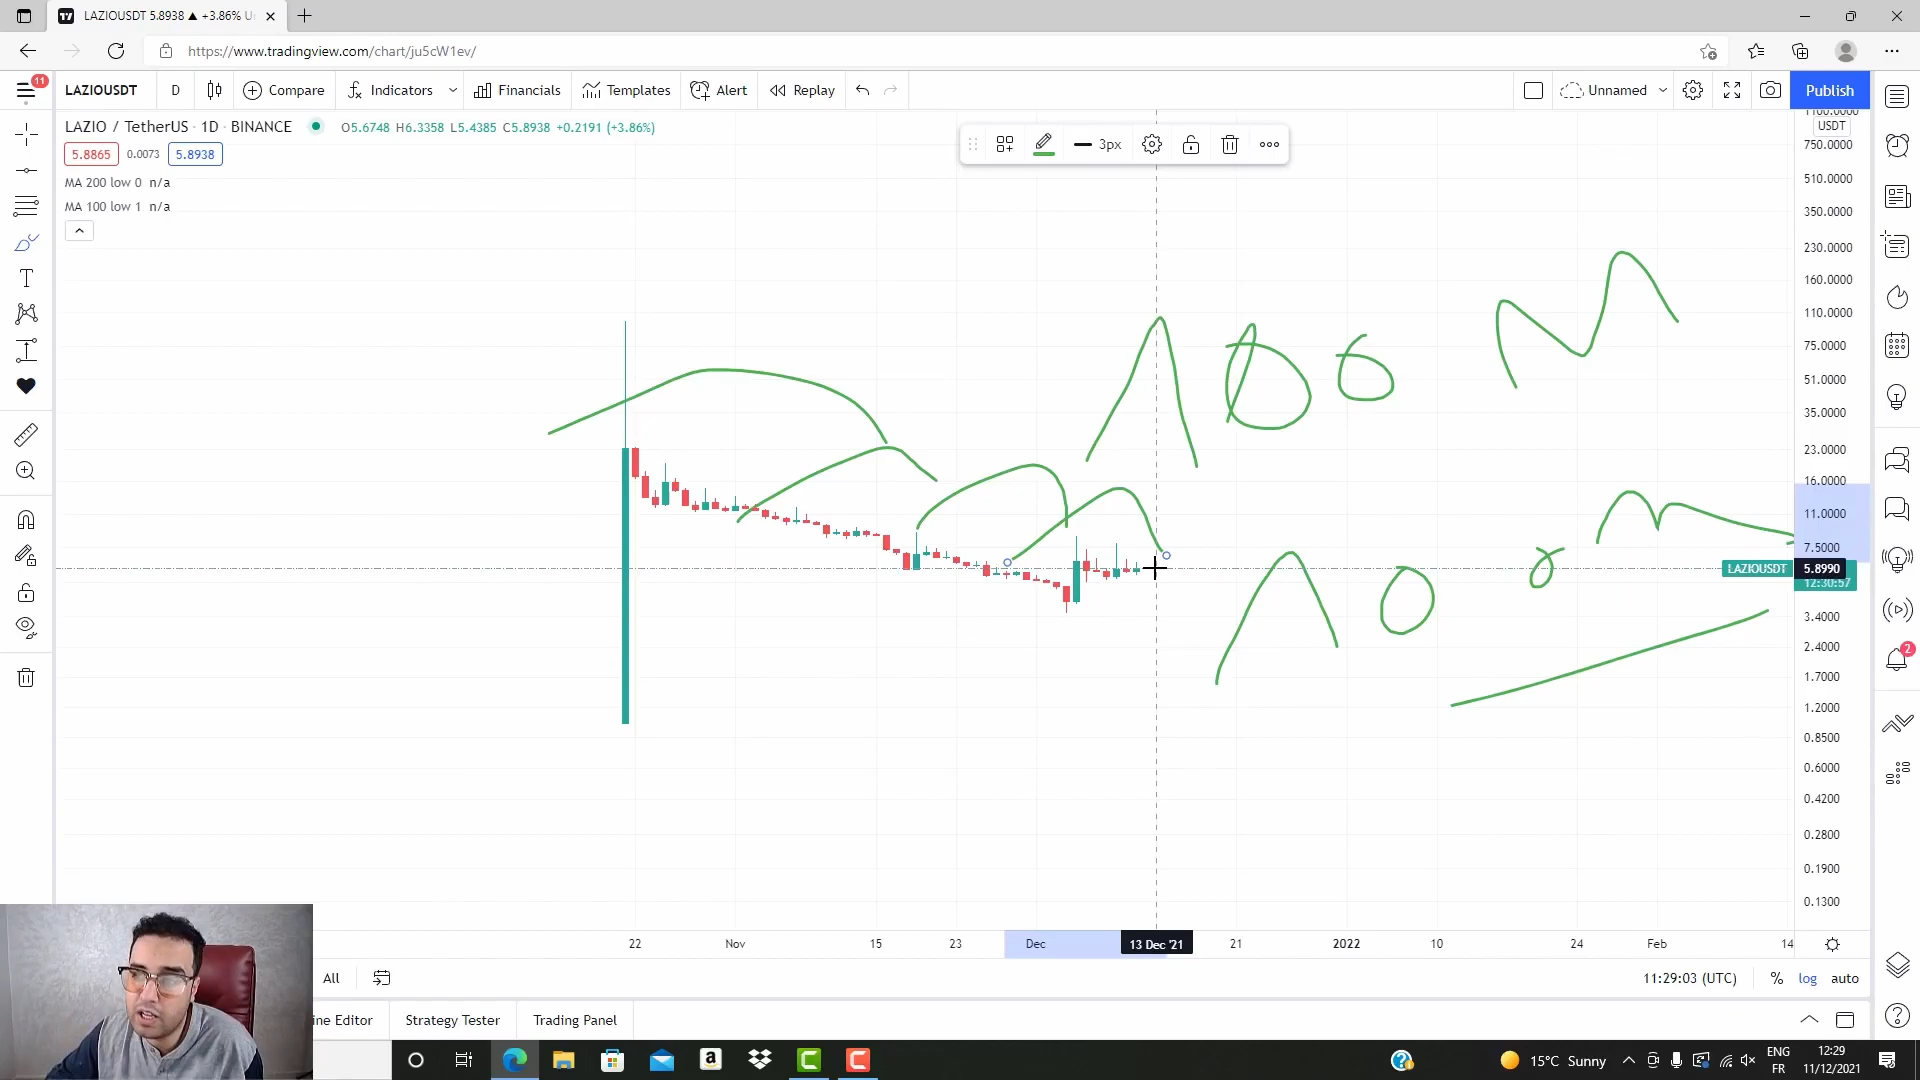 LAZIOUSDT 5.8938 ▲ +3.86% U
https://www.tradingview.com/chart/ju5cW1ev/
11
LAZIOUSDT D Compare Indicators Financials Templates Alert Replay Unnamed Publish
LAZIO / TetherUS · 1D · BINANCE O5.6748 H6.3358 L5.4385 C5.8938 +0.2191 (+3.86%)
5.8865 0.0073 5.8938
MA 200 low 0 n/a
MA 100 low 1 n/a
3px
1100.0000
USDT
750.0000
510.0000
350.0000
230.0000
160.0000
110.0000
75.0000
51.0000
35.0000
23.0000
16.0000
11.0000
7.5000
LAZIOUSDT 5.8990
12:30:57
3.4000
2.4000
1.7000
1.2000
0.8500
0.6000
0.4200
0.2800
0.1900
0.1300
100 M
10 m
2
22 Nov 15 23 Dec 13 Dec '21 21 2022 10 24 Feb 14
All 11:29:03 (UTC) % log auto
ine Editor Strategy Tester Trading Panel
15°C Sunny
ENG
FR
12:29
11/12/2021